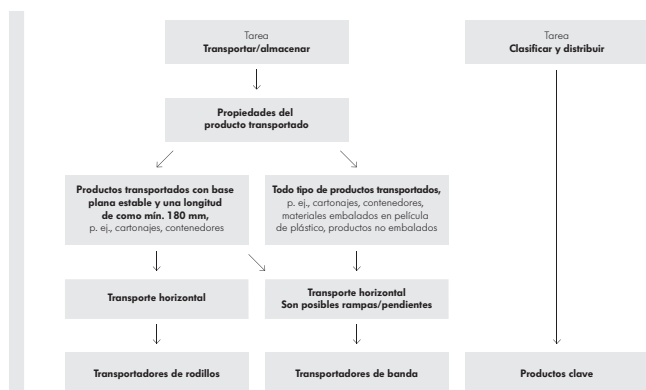 Tarea
Transportar/almacenar
Tarea
Clasificar y distribuir
Propiedades del
producto transportado
Productos transportados con base
plana estable y una longitud
de como mín. 180 mm,
p. ej., cartonajes, contenedores
Todo tipo de productos transportados,
p. ej., cartonajes, contenedores,
materiales embalados en película
de plástico, productos no embalados
Transporte horizontal
Transporte horizontal
Son posibles rampas/pendientes
Transportadores de rodillos
Transportadores de banda
Productos clave